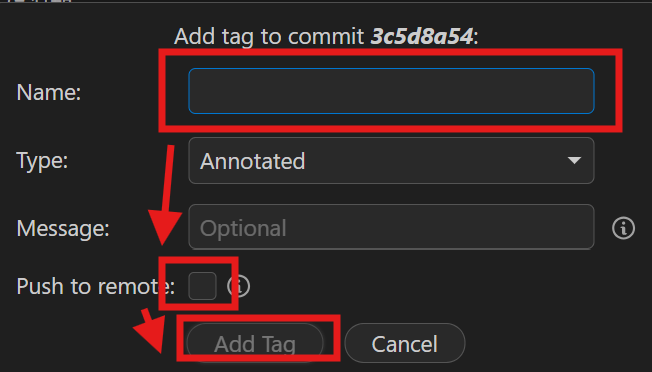 Add tag to commit 3c5d8a54:
Name:
Type: Annotated
Message: Optional
Push to remote:
Add Tag Cancel